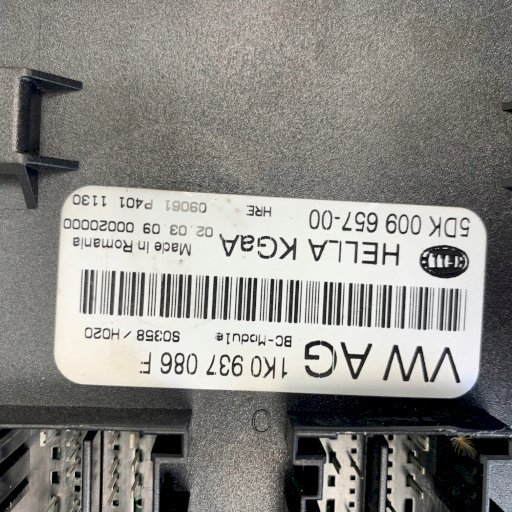 VW AG 1K0 937 086 F
BC-Module S0358 / H020
HELLA HELLA KGaA Made in Romania
02.03.09 00020000
5DK 009 657-00 HRE 09061 P401 1130
C